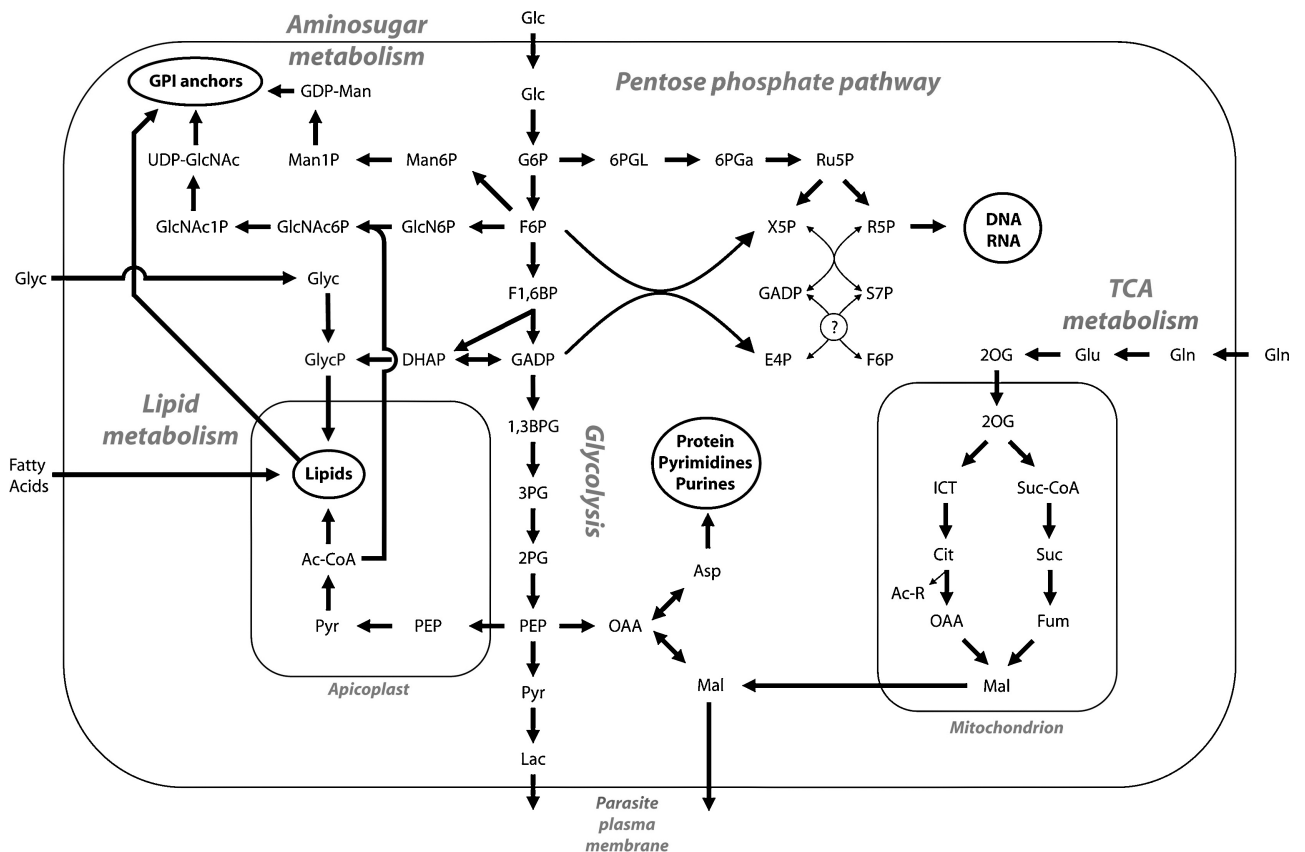 Glc
Aminosugar
metabolism
GPI anchors
GDP-Man
Glc
Pentose phosphate pathway
UDP-GlcNAc
Man1P
Man6P
G6P
6PGL
6PGa
Ru5P
GlcNAc1P
GlcNAc6P
GlcN6P
F6P
X5P
R5P
DNA
RNA
Glyc
Glyc
F1,6BP
GADP
S7P
TCA
metabolism
?
GlycP
DHAP
GADP
E4P
F6P
2OG
Glu
Gln
Gln
Lipid
metabolism
1,3BPG
Glycolysis
Protein
Pyrimidines
Purines
2OG
Fatty
Acids
Lipids
3PG
ICT
Suc-CoA
Ac-CoA
2PG
Asp
Cit
Suc
Ac-R
Pyr
PEP
PEP
OAA
OAA
Fum
Apicoplast
Pyr
Mal
Mal
Mitochondrion
Lac
Parasite
plasma
membrane